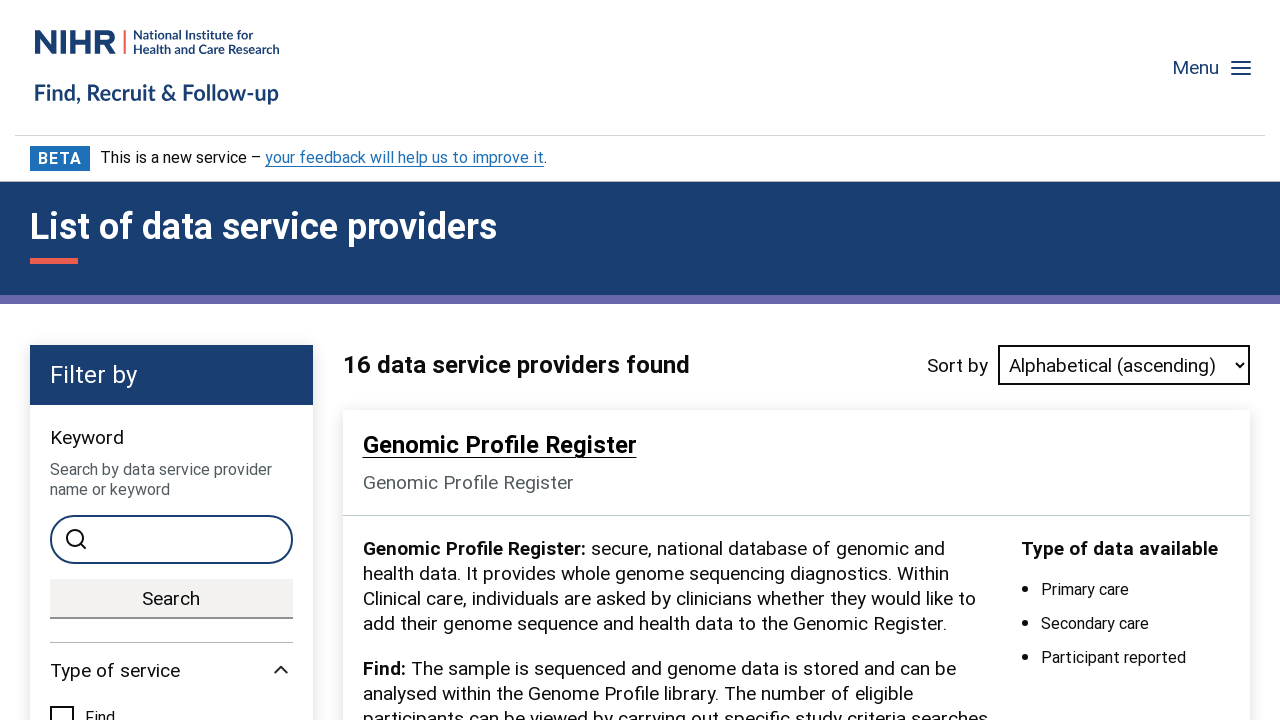 NIHR
National Institute for
Health and Care Research
Find, Recruit & Follow-up
Menu
BETA This is a new service – your feedback will help us to improve it.
List of data service providers
Filter by
Keyword
Search by data service provider
name or keyword
Search
Type of service
Find
16 data service providers found
Sort by Alphabetical (ascending)
Genomic Profile Register
Genomic Profile Register
Genomic Profile Register: secure, national database of genomic and
health data. It provides whole genome sequencing diagnostics. Within
Clinical care, individuals are asked by clinicians whether they would like to
add their genome sequence and health data to the Genomic Register.
Find: The sample is sequenced and genome data is stored and can be
analysed within the Genome Profile library. The number of eligible
participants can be viewed by carrying out specific study criteria searches
Type of data available
Primary care
Secondary care
Participant reported